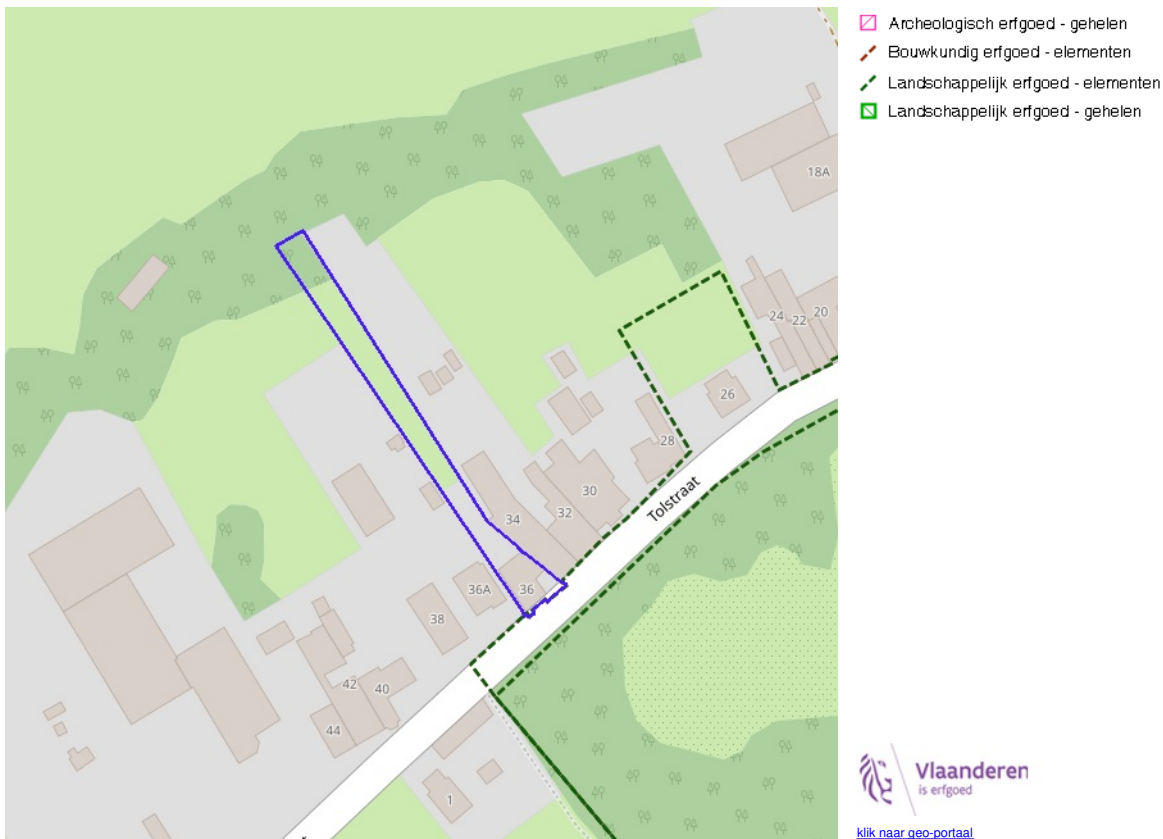 Archeologisch erfgoed - gehelen
Bouwkundig erfgoed - elementen
Landschappelijk erfgoed - elementen
Landschappelijk erfgoed - gehelen
18A
24
22
20
26
28
30
32
34
Tolstraat
36
36A
38
42
40
44
1
Vlaanderen
is erfgoed
klik naar geo-portaal